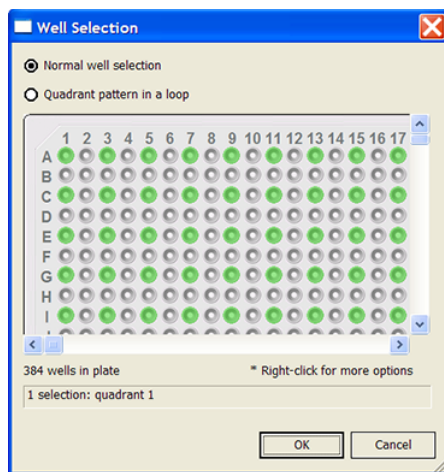 Well Selection
Normal well selection
Quadrant pattern in a loop
1 2 3 4 5 6 7 8 9 10 11 12 13 14 15 16 17
A
B
C
D
E
F
G
H
I
384 wells in plate * Right-click for more options
1 selection: quadrant 1
OK Cancel